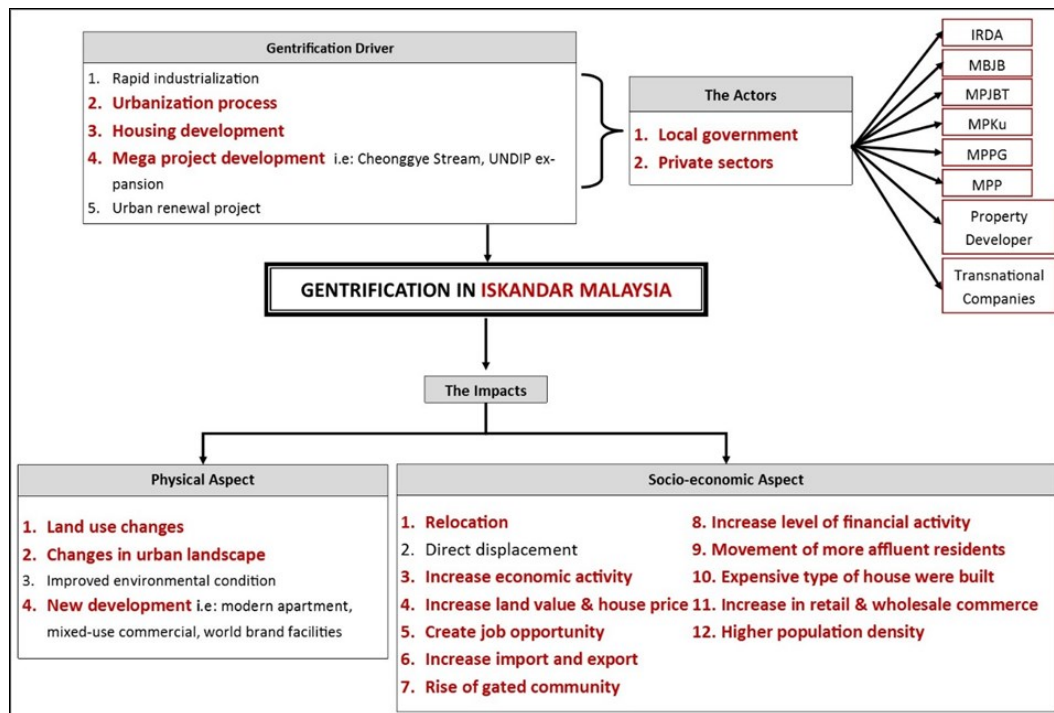 Gentrification Driver
1. Rapid industrialization
2. Urbanization process
3. Housing development
4. Mega project development i.e: Cheonggye Stream, UNDIP ex-
pansion
5. Urban renewal project
The Actors
1. Local government
2. Private sectors
IRDA
MBJB
MPJBT
MPKu
MPPG
MPP
Property
Developer
Transnational
Companies
GENTRIFICATION IN ISKANDAR MALAYSIA
The Impacts
Physical Aspect
1. Land use changes
2. Changes in urban landscape
3. Improved environmental condition
4. New development i.e: modern apartment,
mixed-use commercial, world brand facilities
Socio-economic Aspect
1. Relocation
2. Direct displacement
3. Increase economic activity
4. Increase land value & house price
5. Create job opportunity
6. Increase import and export
7. Rise of gated community
8. Increase level of financial activity
9. Movement of more affluent residents
10. Expensive type of house were built
11. Increase in retail & wholesale commerce
12. Higher population density